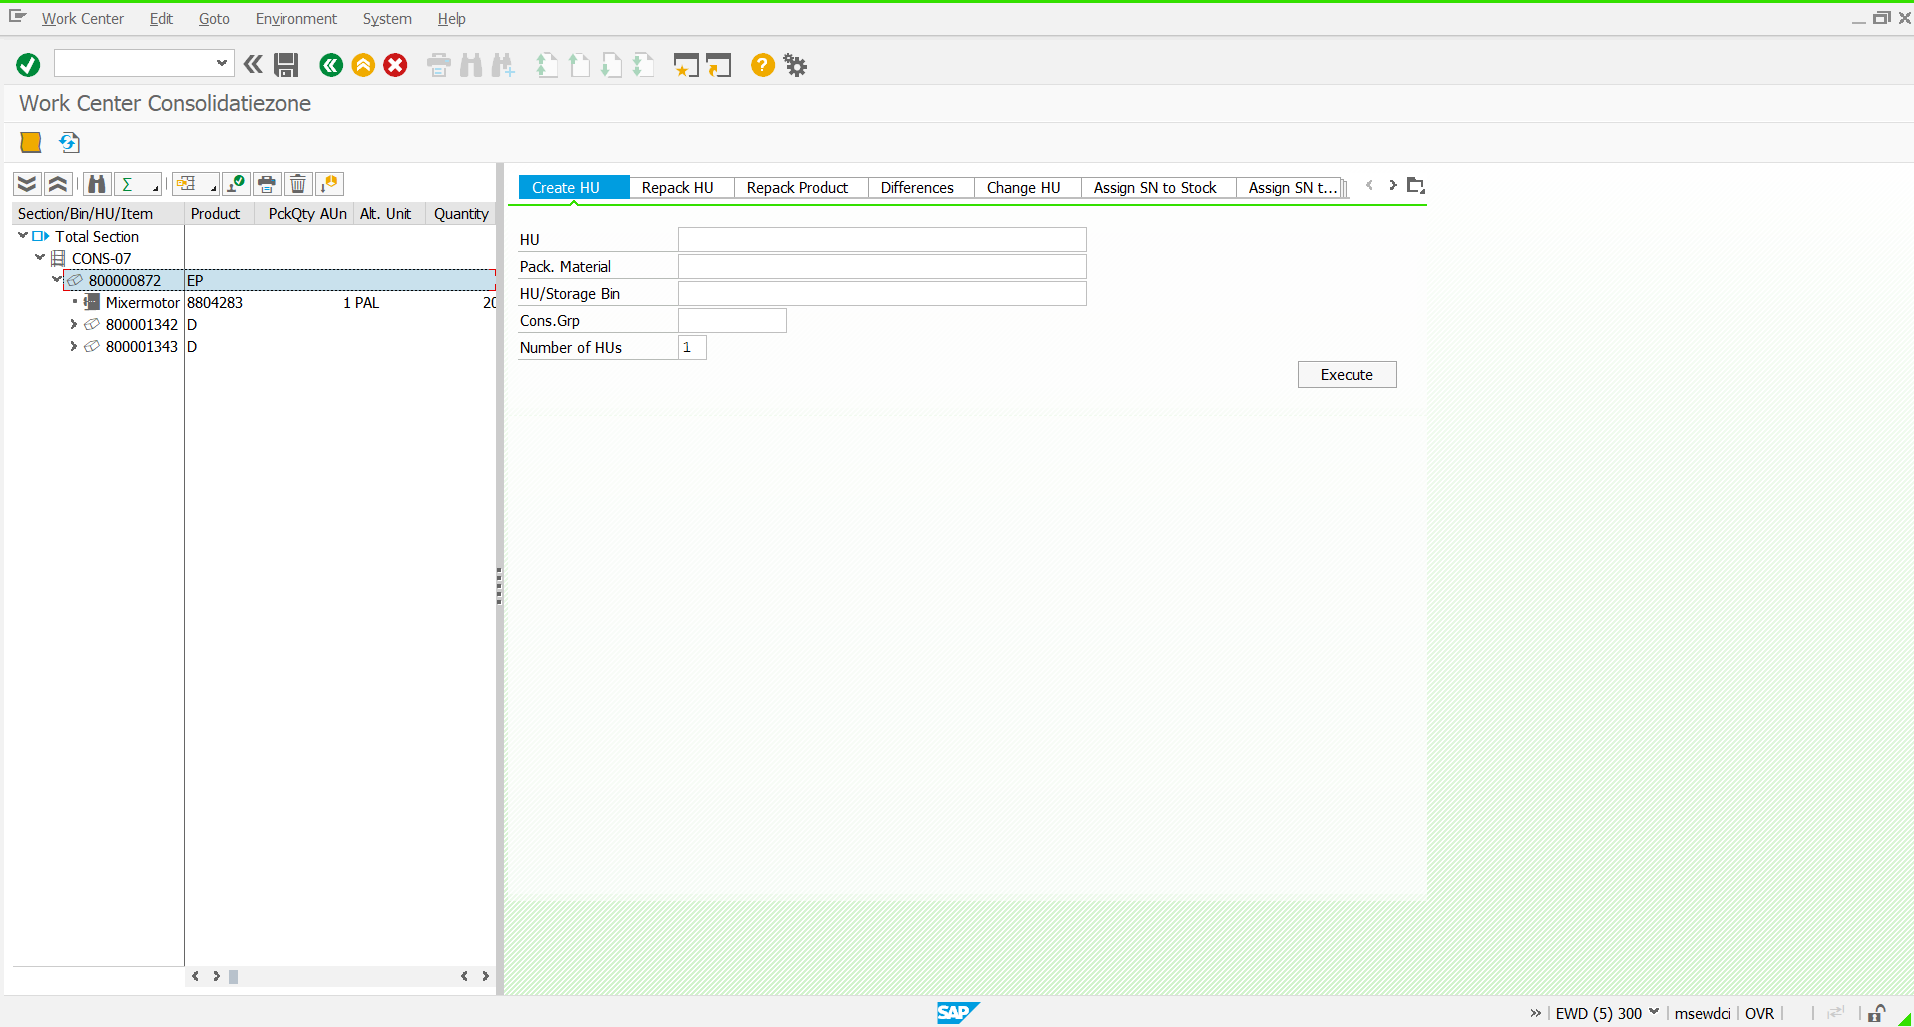 Work Center Edit Goto Environment System Help
Work Center Consolidatiezone
Create HU Repack HU Repack Product Differences Change HU Assign SN to Stock Assign SN t...
Section/Bin/HU/Item Product PckQty AUn Alt. Unit Quantity
Total Section
CONS-07
800000872 EP
Mixermotor 8804283 1 PAL 20
800001342 D
800001343 D
HU
Pack. Material
HU/Storage Bin
Cons.Grp
Number of HUs 1
Execute
SAP EWD (5) 300 msewdci OVR